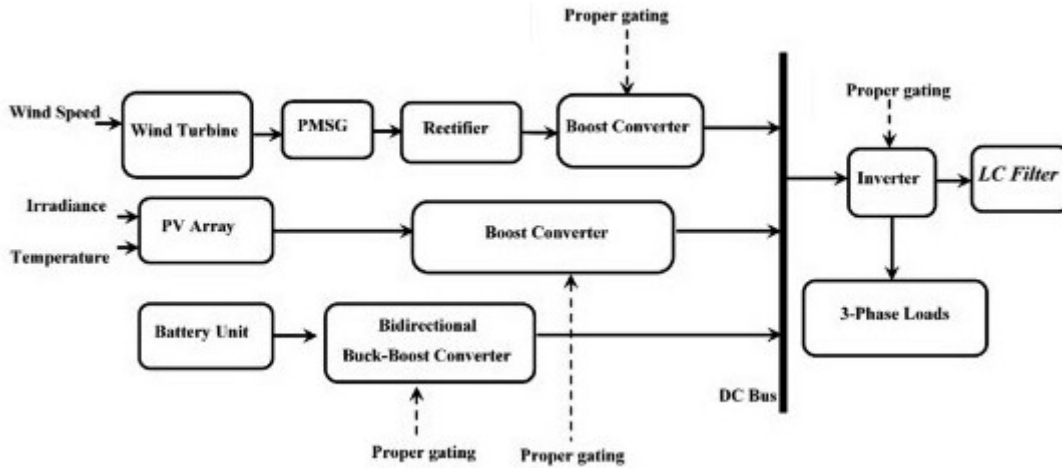 Proper gating
Wind Speed
Wind Turbine
PMSG
Rectifier
Boost Converter
Proper gating
Inverter
LC Filter
Irradiance
Temperature
PV Array
Boost Converter
3-Phase Loads
Battery Unit
Bidirectional
Buck-Boost Converter
DC Bus
Proper gating
Proper gating